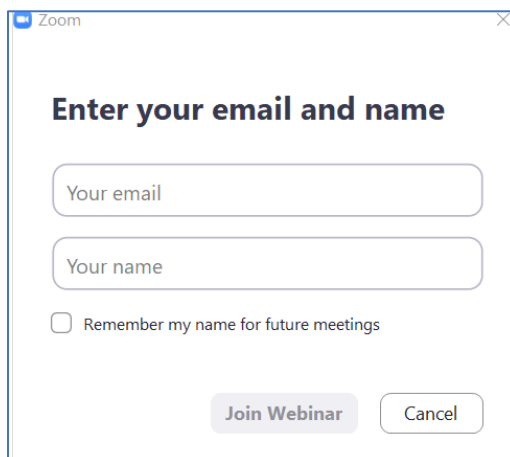 Zoom
Enter your email and name
Your email
Your name
Remember my name for future meetings
Join Webinar Cancel